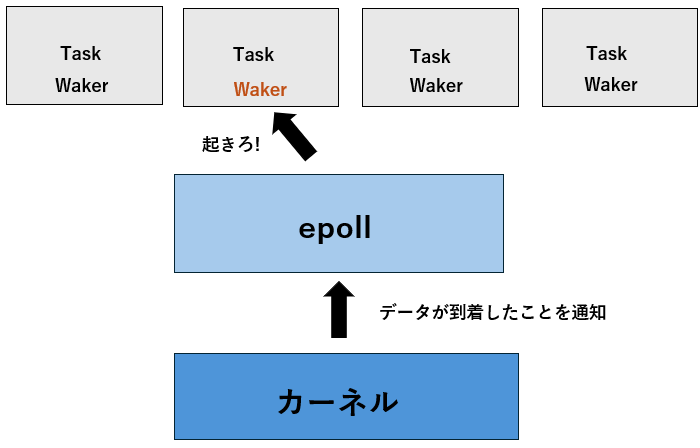 Task
Waker
Task
Waker
Task
Waker
Task
Waker
起きろ!
epoll
データが到着したことを通知
カーネル